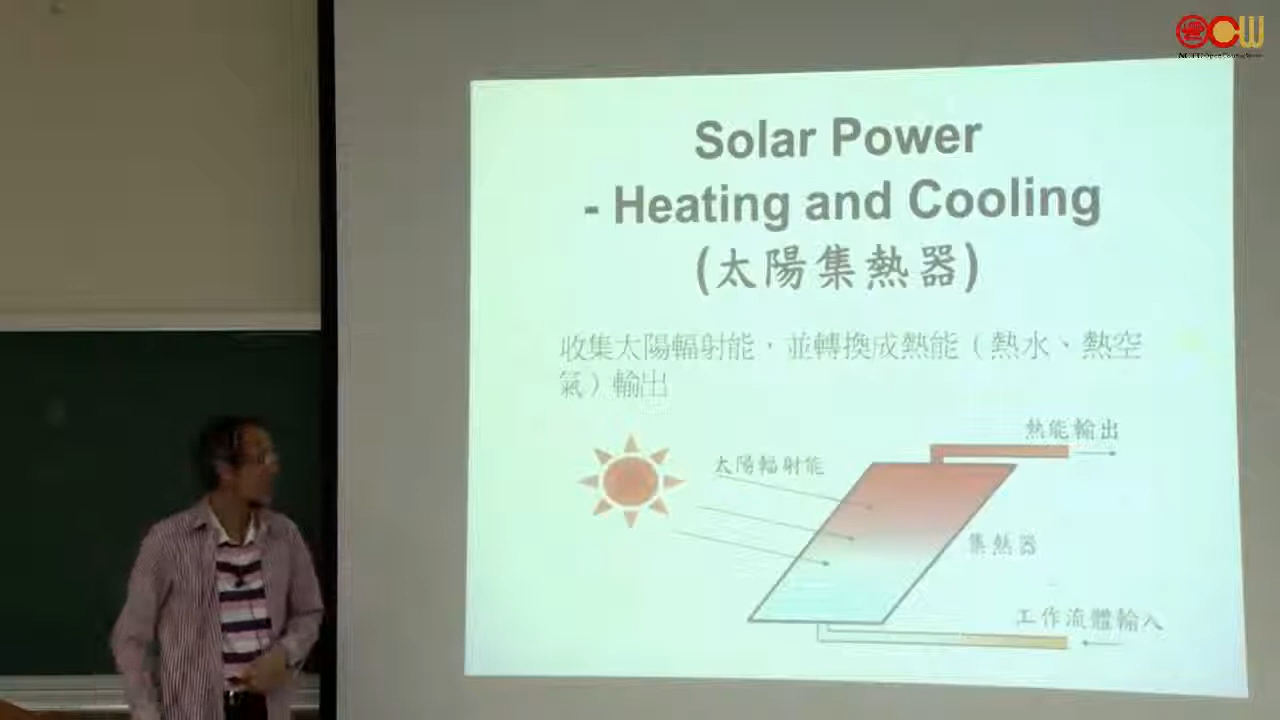 Solar Power
- Heating and Cooling
(太陽集熱器)
收集太陽輻射能，並轉換成熱能（熱水、熱空
氣）輸出
熱能輸出
太陽輻射能
集熱器
工作流體輸入